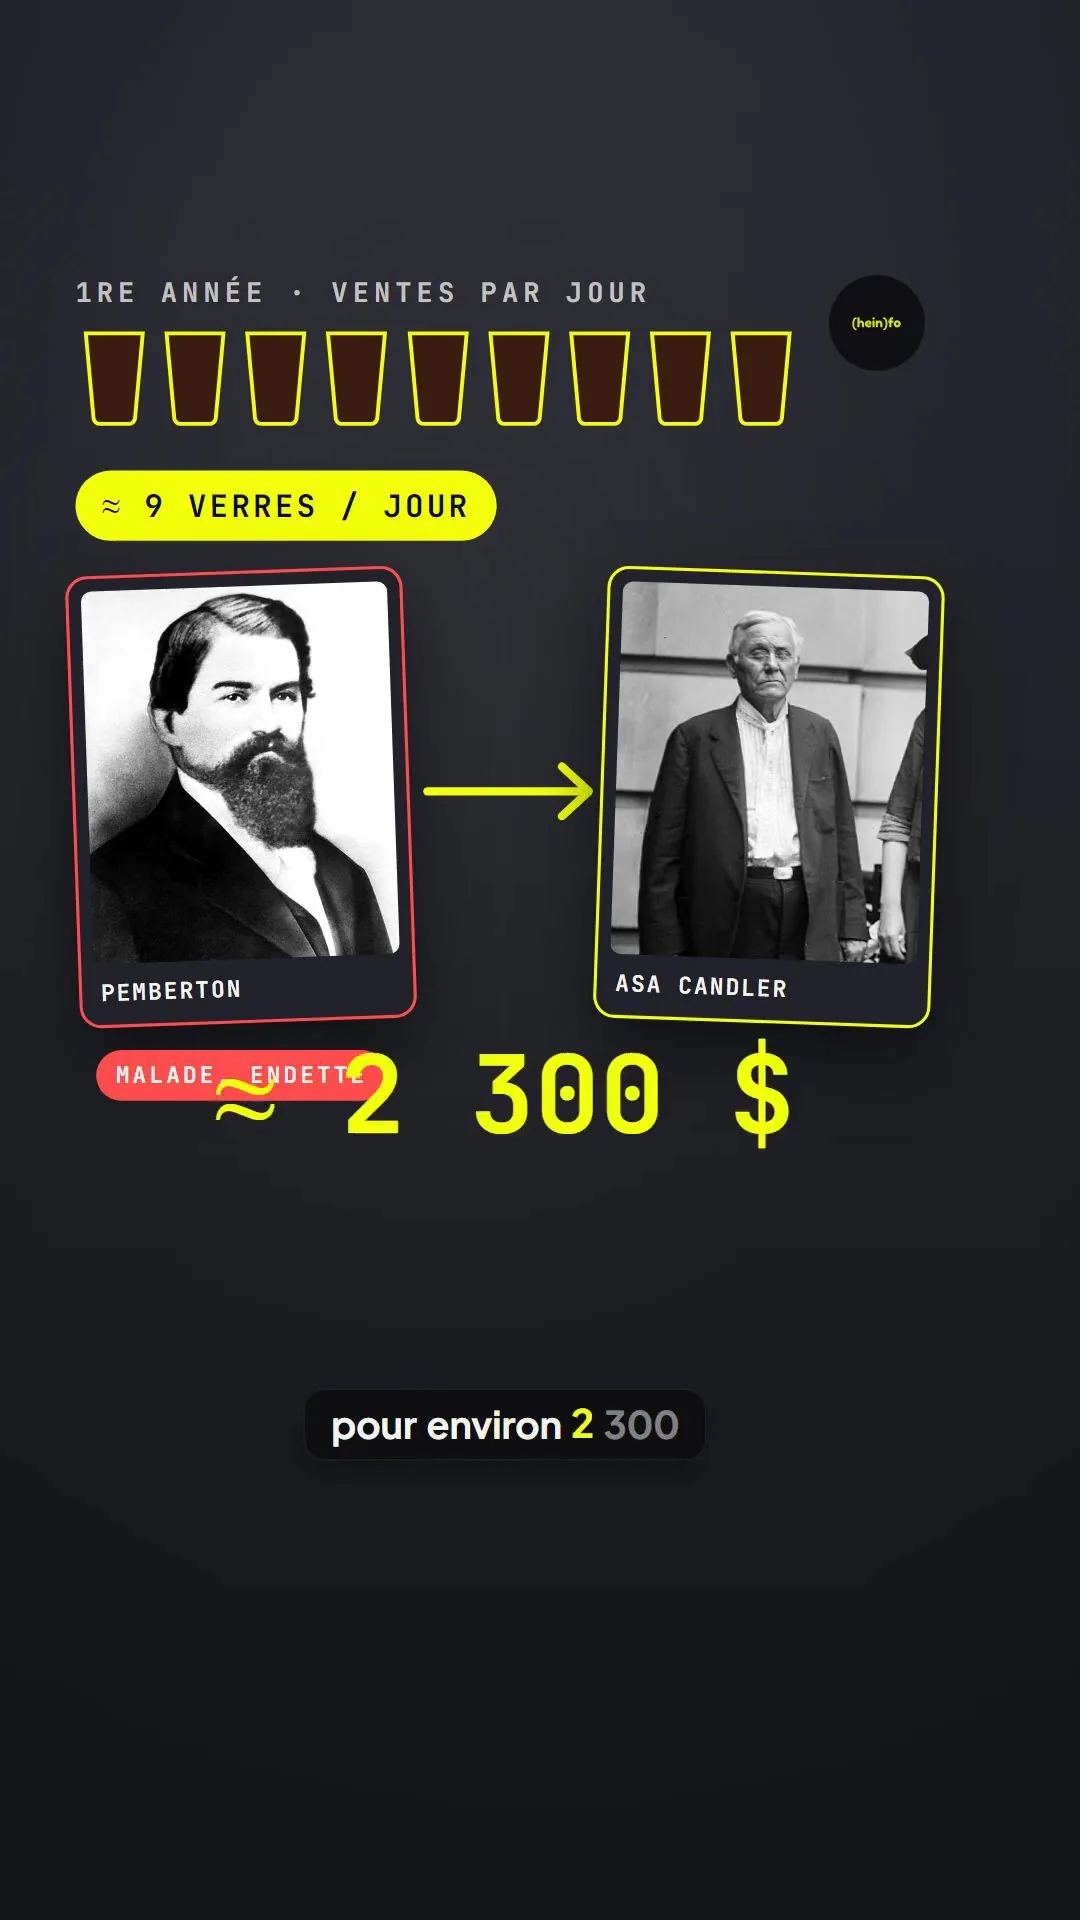 1RE ANNÉE · VENTES PAR JOUR
(hein)fo
≈ 9 VERRES / JOUR
PEMBERTON
ASA CANDLER
MALADE, ENDETTÉ
≈ 2 300 $
pour environ 2 300